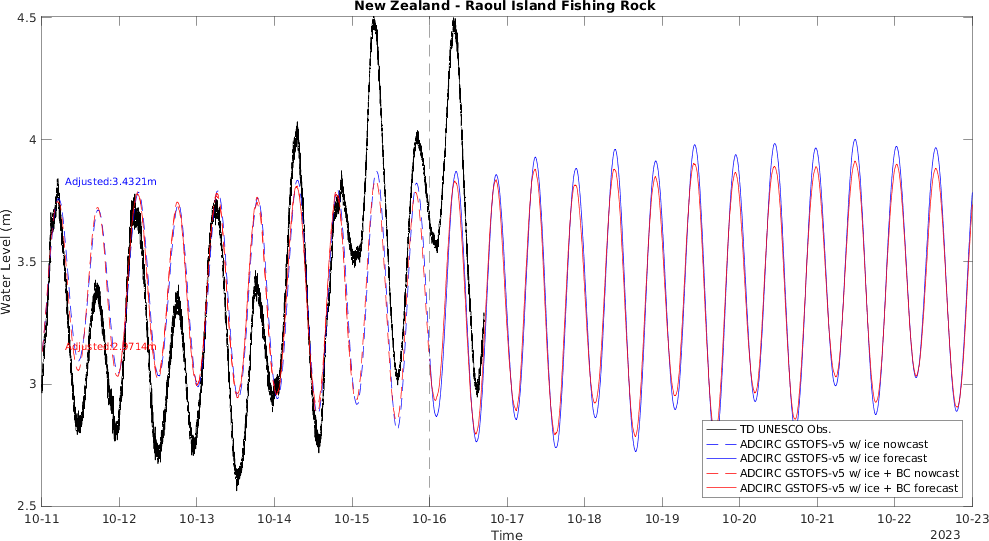 New Zealand - Raoul Island Fishing Rock
4.5
4
3.5
3
2.5
Water Level (m)
Adjusted:3.4321m
Adjusted:2.9714m
TD UNESCO Obs.
ADCIRC GSTOFS-v5 w/ ice nowcast
ADCIRC GSTOFS-v5 w/ ice forecast
ADCIRC GSTOFS-v5 w/ ice + BC nowcast
ADCIRC GSTOFS-v5 w/ ice + BC forecast
10-11 10-12 10-13 10-14 10-15 10-16 10-17 10-18 10-19 10-20 10-21 10-22 10-23
Time
2023